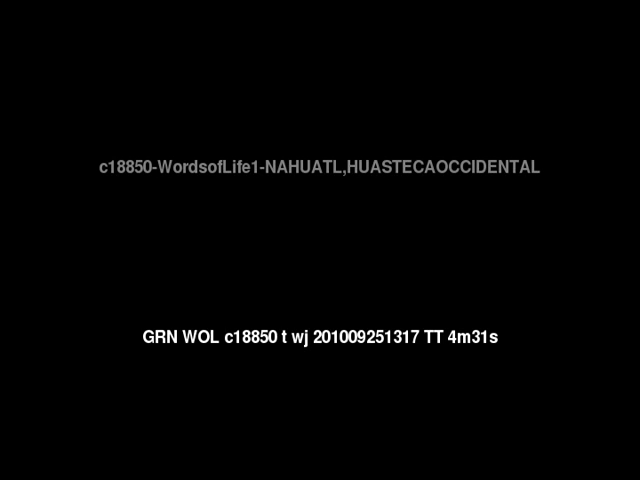 c18850-WordsofLife1-NAHUATL,HUASTECAOCCIDENTAL
GRN WOL c18850 t wj 201009251317 TT 4m31s